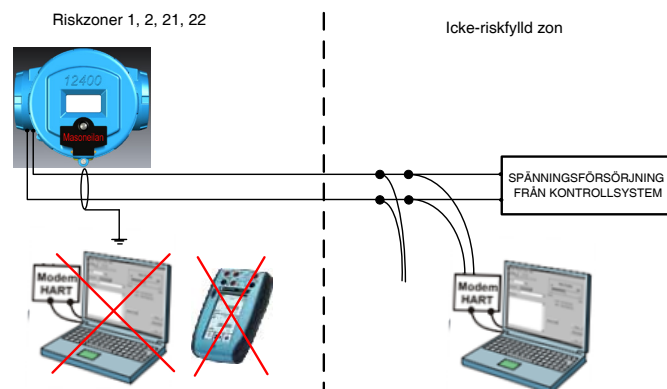 Riskzoner 1, 2, 21, 22
Icke-riskfylld zon
12400
Masoneilan
SPÄNNINGSFÖRSÖRJNING
FRÅN KONTROLLSYSTEM
Modem
HART
Modem
HART